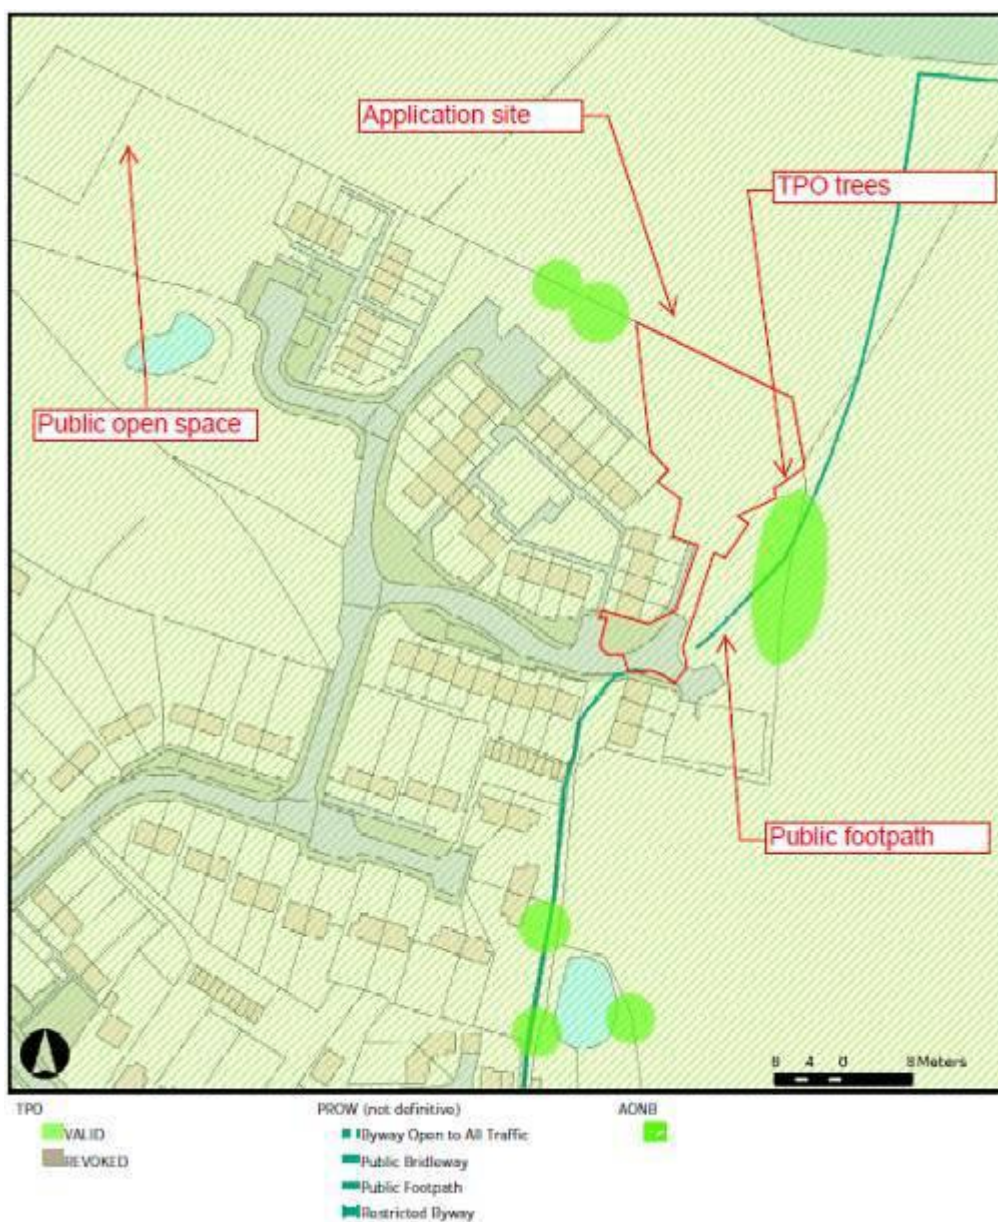 Application site
TPO trees
Public open space
Public footpath
8 4 0 8 Meters
TPO
VALID
REVOKED
PROW (not definitive)
Byway Open to All Traffic
Public Bridleway
Public Footpath
Restricted Byway
AONB